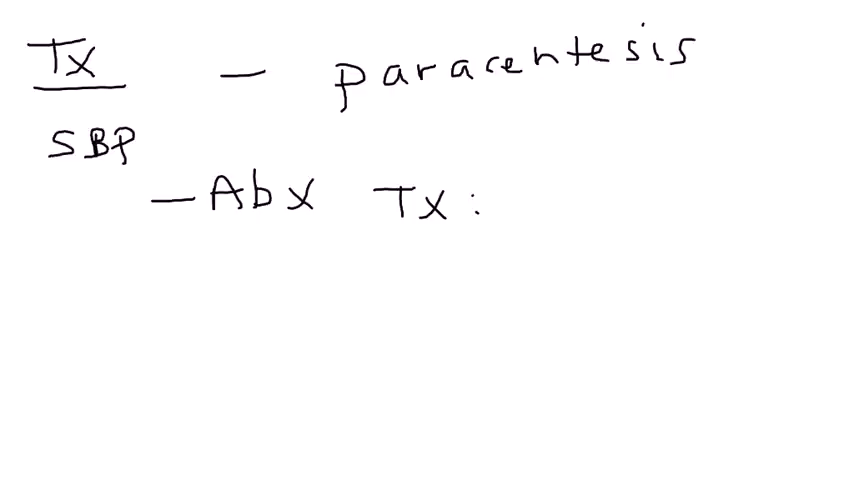 Tx - paracentesis
SBP
- Abx Tx: